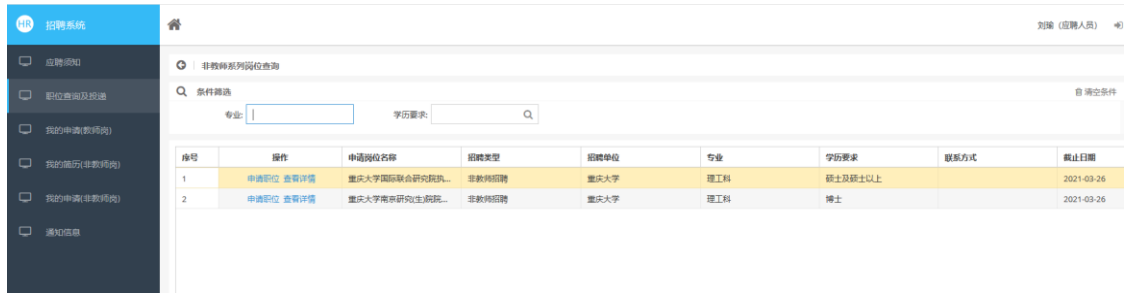 HR 招聘系统
刘瑜（应聘人员）
应聘须知
职位查询及投递
我的申请(教师岗)
我的简历(非教师岗)
我的申请(非教师岗)
通知信息
非教师系列岗位查询
条件筛选 清空条件
专业: 学历要求:
序号 操作 申请岗位名称 招聘类型 招聘单位 专业 学历要求 联系方式 截止日期
1 申请职位 查看详情 重庆大学国际联合研究院执... 非教师招聘 重庆大学 理工科 硕士及硕士以上 2021-03-26
2 申请职位 查看详情 重庆大学南京研究(生)院院... 非教师招聘 重庆大学 理工科 博士 2021-03-26